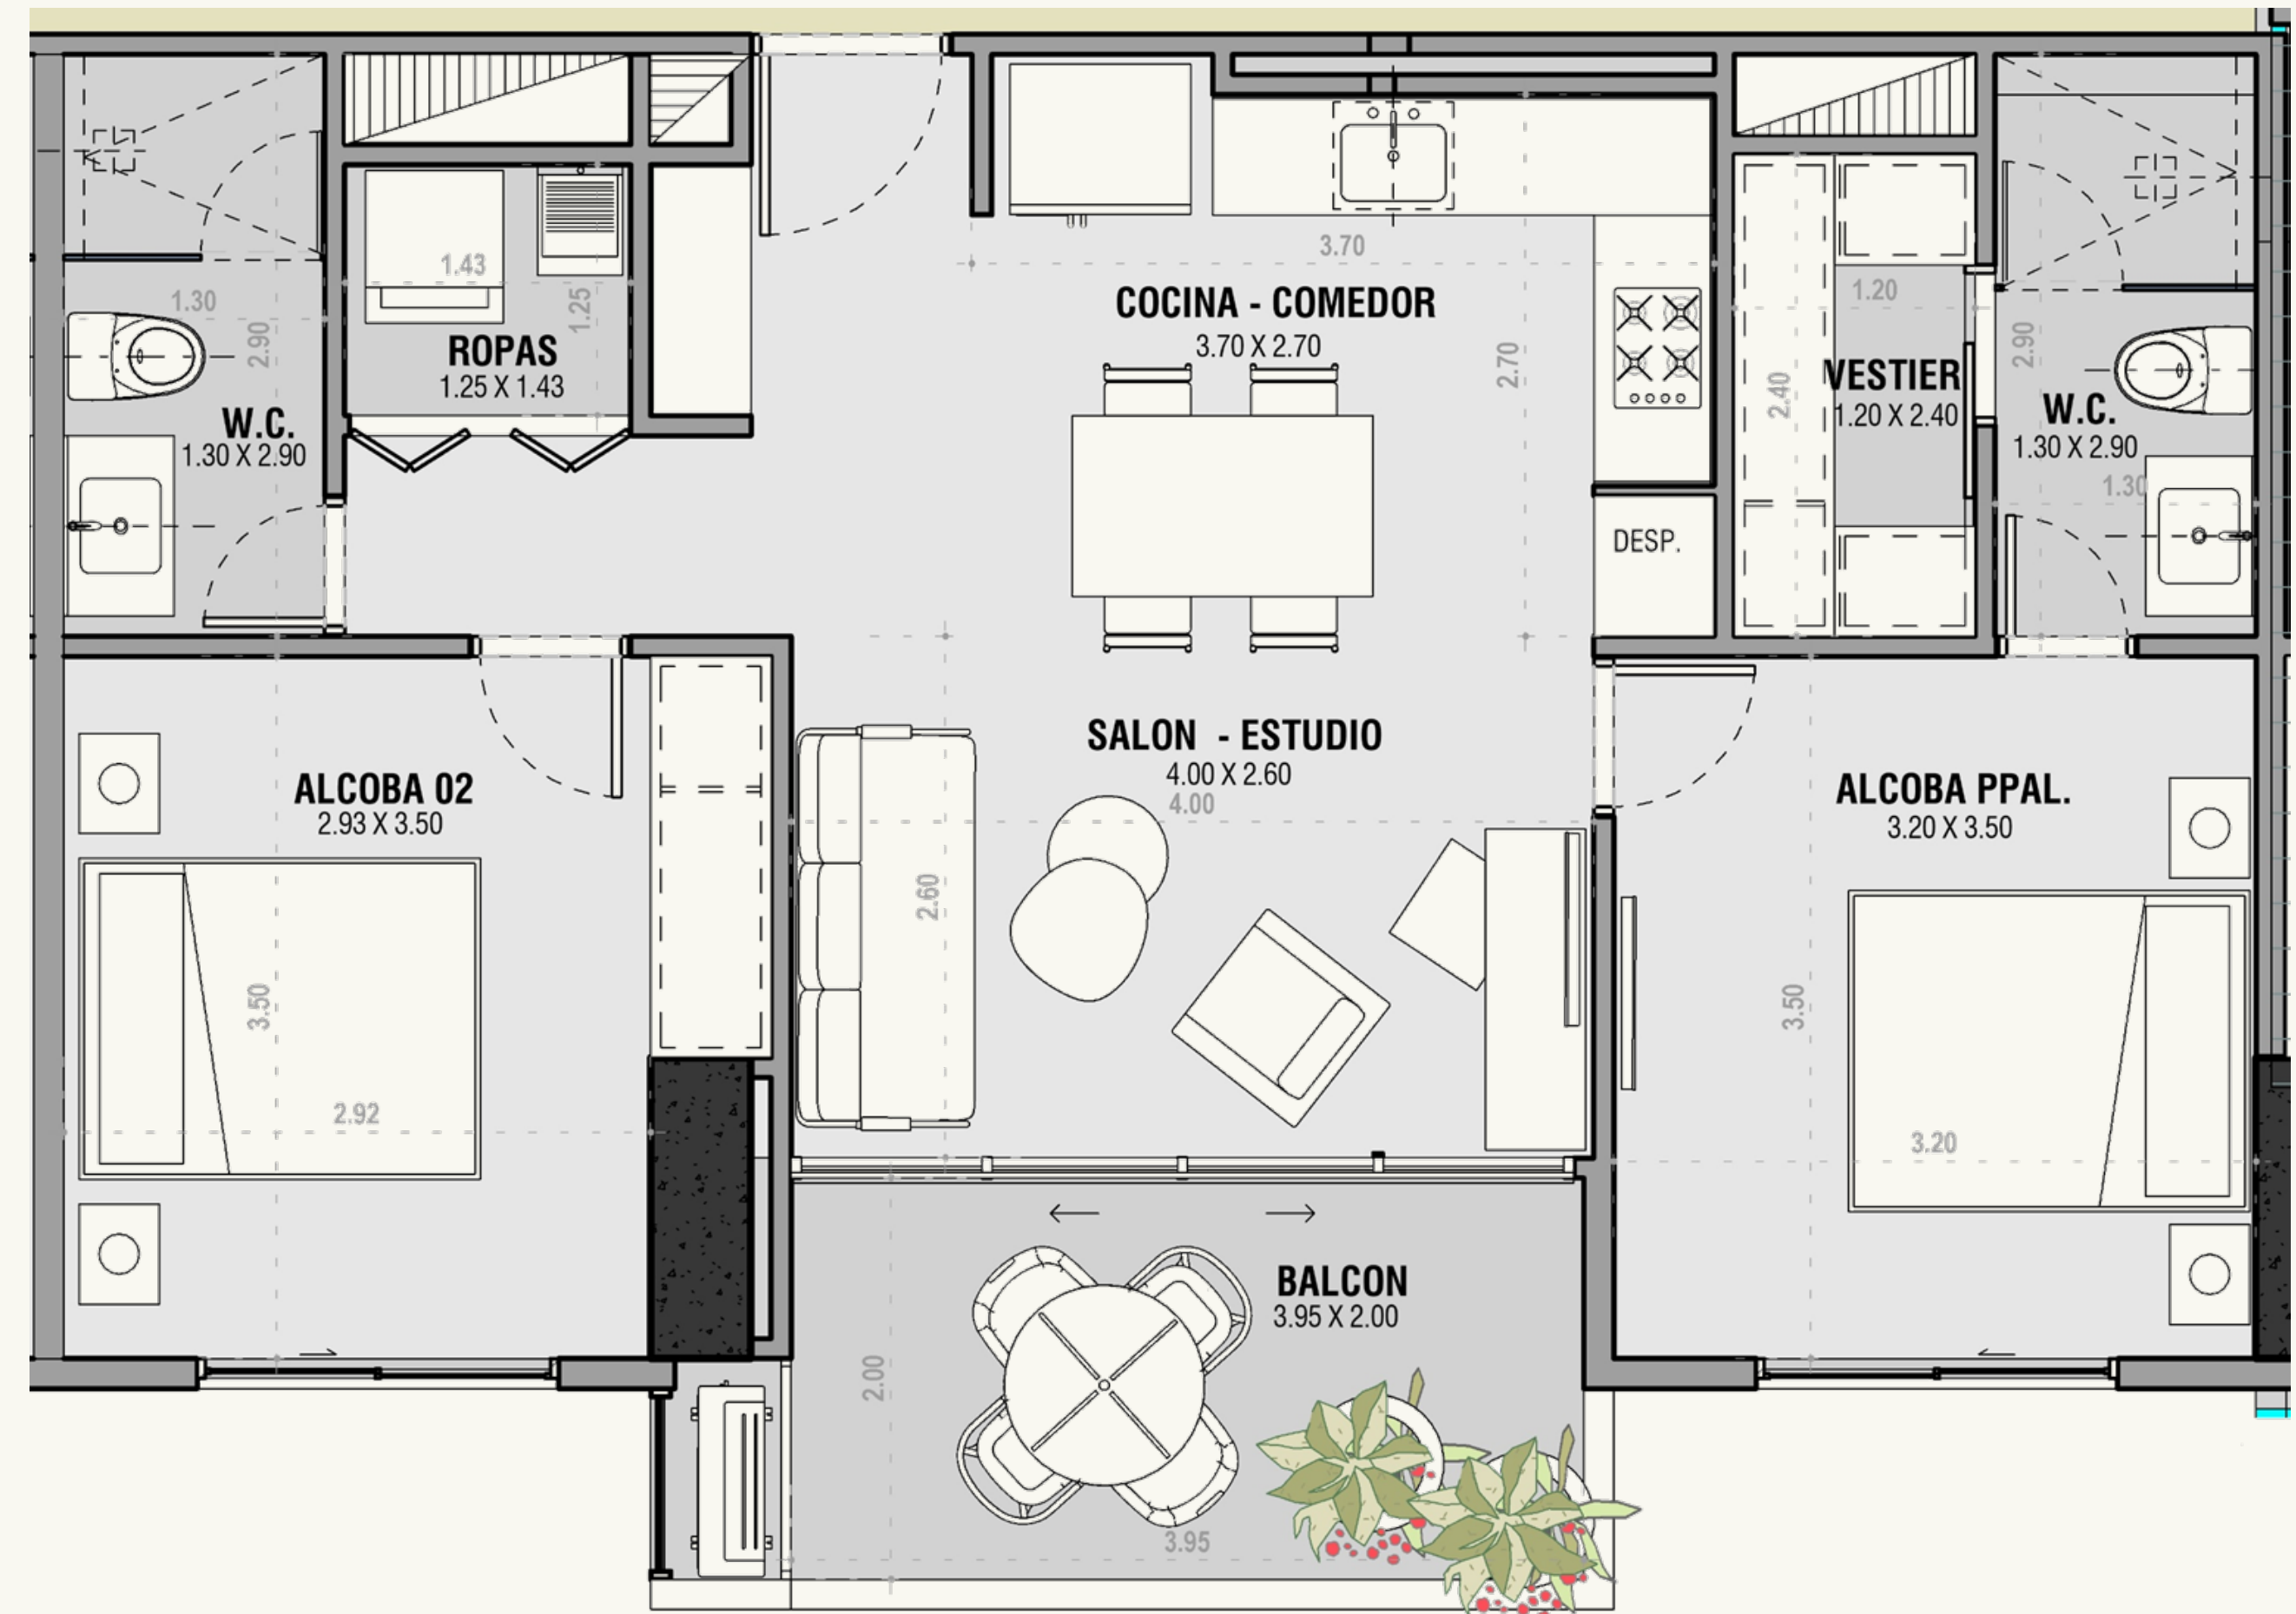 1.43
1.25
ROPAS
1.25 X 1.43
1.30
2.90
W.C.
1.30 X 2.90
3.70
COCINA - COMEDOR
3.70 X 2.70
2.70
DESP.
1.20
2.40
VESTIER
1.20 X 2.40
2.90
W.C.
1.30 X 2.90
1.30
ALCOBA 02
2.93 X 3.50
3.50
2.92
SALON - ESTUDIO
4.00 X 2.60
4.00
2.60
ALCOBA PPAL.
3.20 X 3.50
3.50
3.20
BALCON
3.95 X 2.00
2.00
3.95